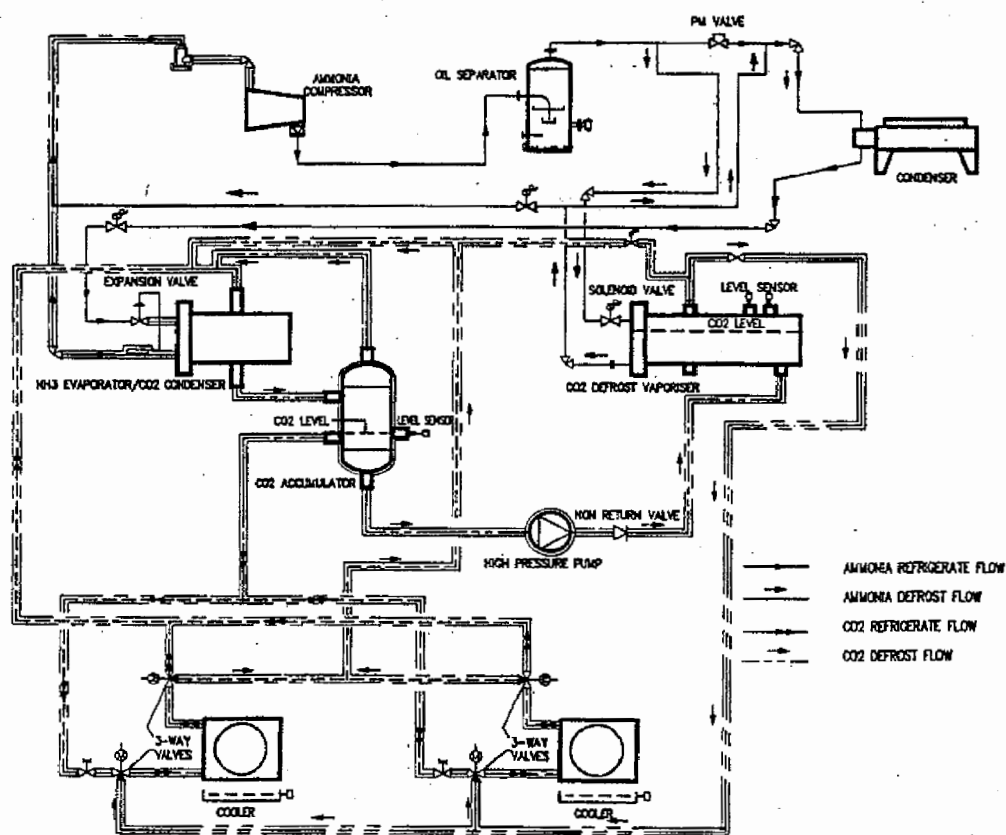 PM VALVE
OIL SEPARATOR
AMMONIA
COMPRESSOR
CONDENSER
EXPANSION VALVE
SOLENOID VALVE
LEVEL SENSOR
CO2 LEVEL
NH3 EVAPORATOR/CO2 CONDENSER
CO2 DEFROST VAPORISER
CO2 LEVEL
LEVEL SENSOR
CO2 ACCUMULATOR
NON RETURN VALVE
HIGH PRESSURE PUMP
AMMONIA REFRIGERATE FLOW
AMMONIA DEFROST FLOW
CO2 REFRIGERATE FLOW
CO2 DEFROST FLOW
3-WAY
VALVES
3-WAY
VALVES
COOLER
COOLER